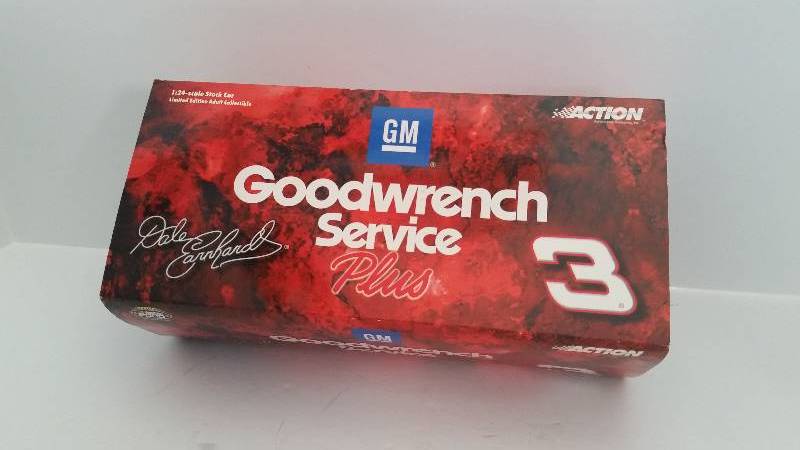 1:24-scale Stock Car
Limited Edition Adult Collectible
ACTION
GM
Goodwrench
Service
Plus
Dale
Earnhardt
3
GM
Goodwrench
ACTION